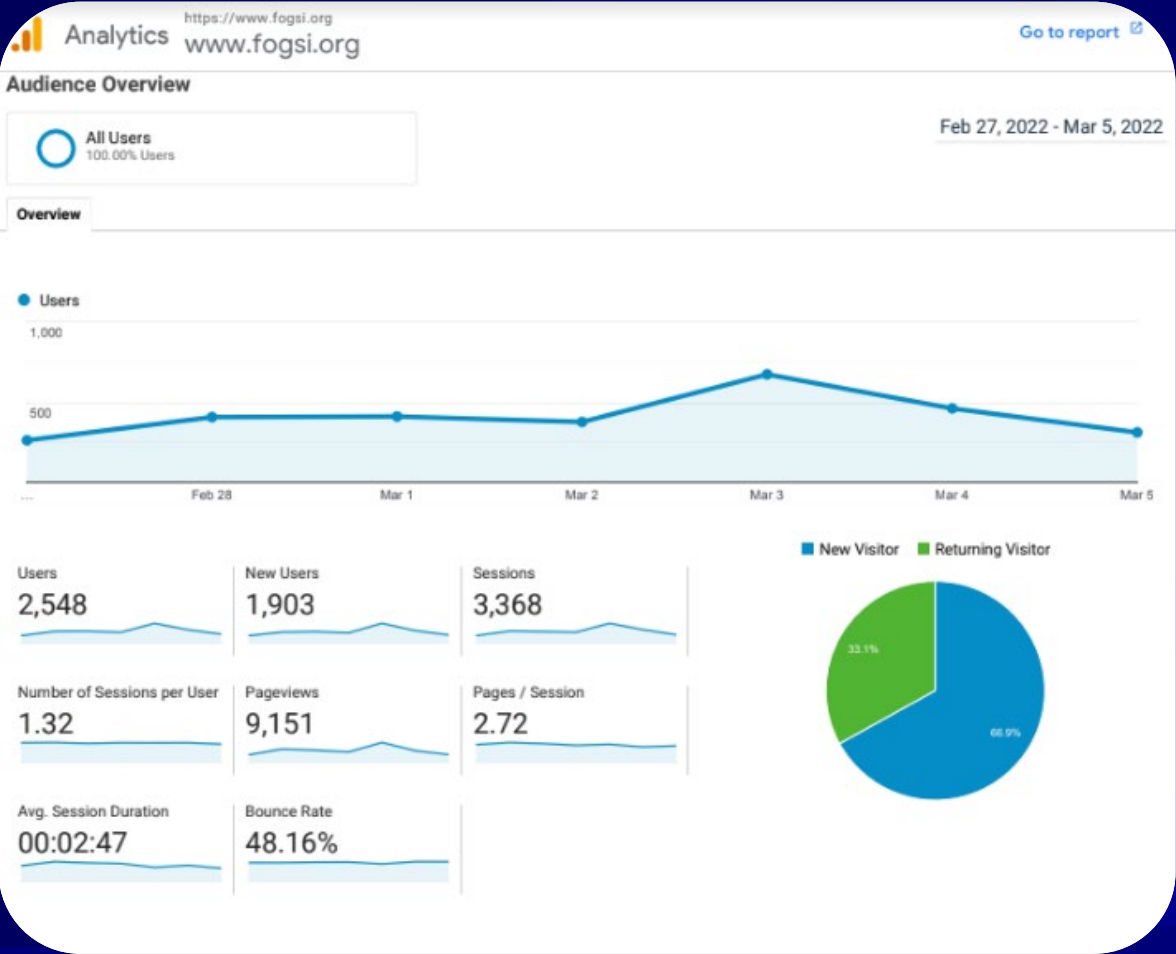 https://www.fogsi.org
Analytics www.fogsi.org
Go to report
Audience Overview
All Users
100.00% Users
Feb 27, 2022 - Mar 5, 2022
Overview
Users
1,000
500
... Feb 28 Mar 1 Mar 2 Mar 3 Mar 4 Mar 5
New Visitor Returning Visitor
Users New Users Sessions
2,548 1,903 3,368
33.1%
Number of Sessions per User Pageviews Pages / Session
1.32 9,151 2.72
66.9%
Avg. Session Duration Bounce Rate
00:02:47 48.16%